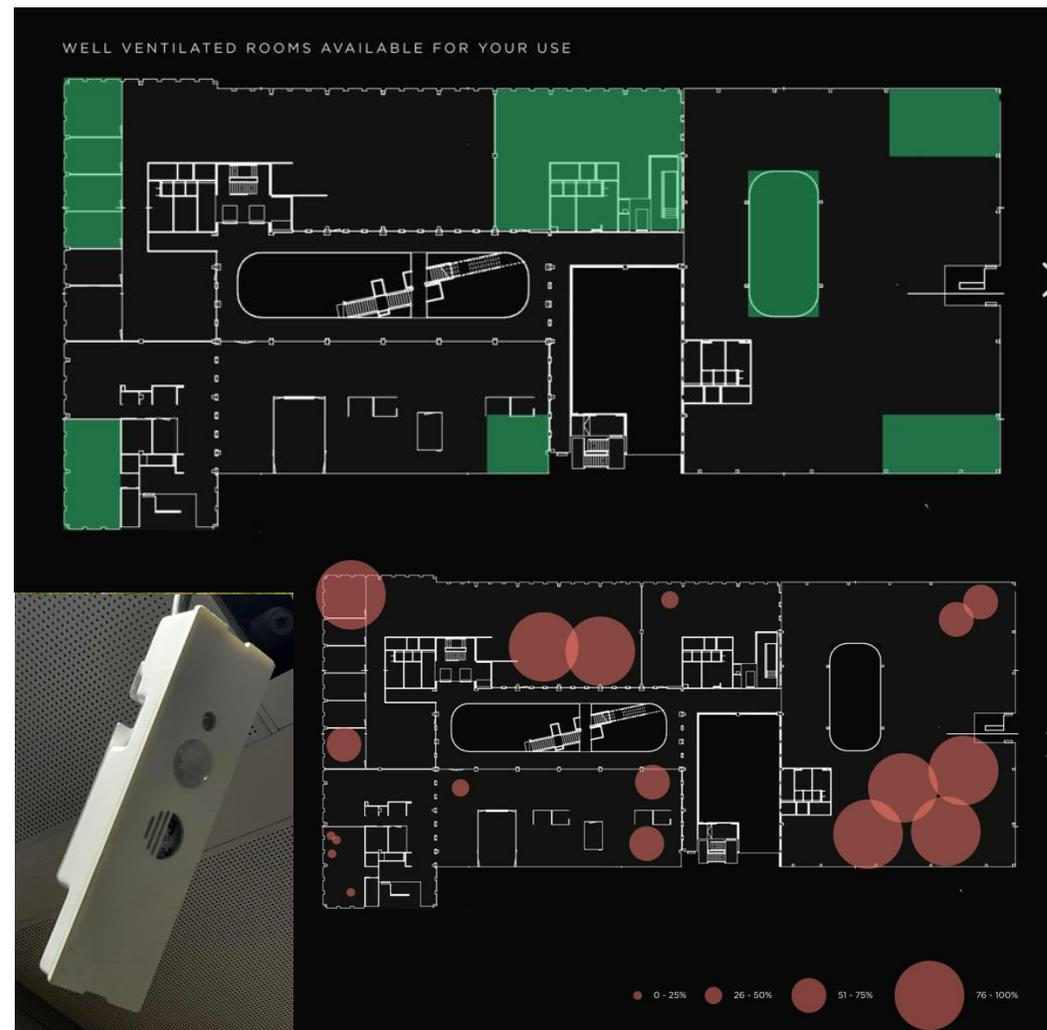 WELL VENTILATED ROOMS AVAILABLE FOR YOUR USE
0 - 25%
26 - 50%
51 - 75%
76 - 100%